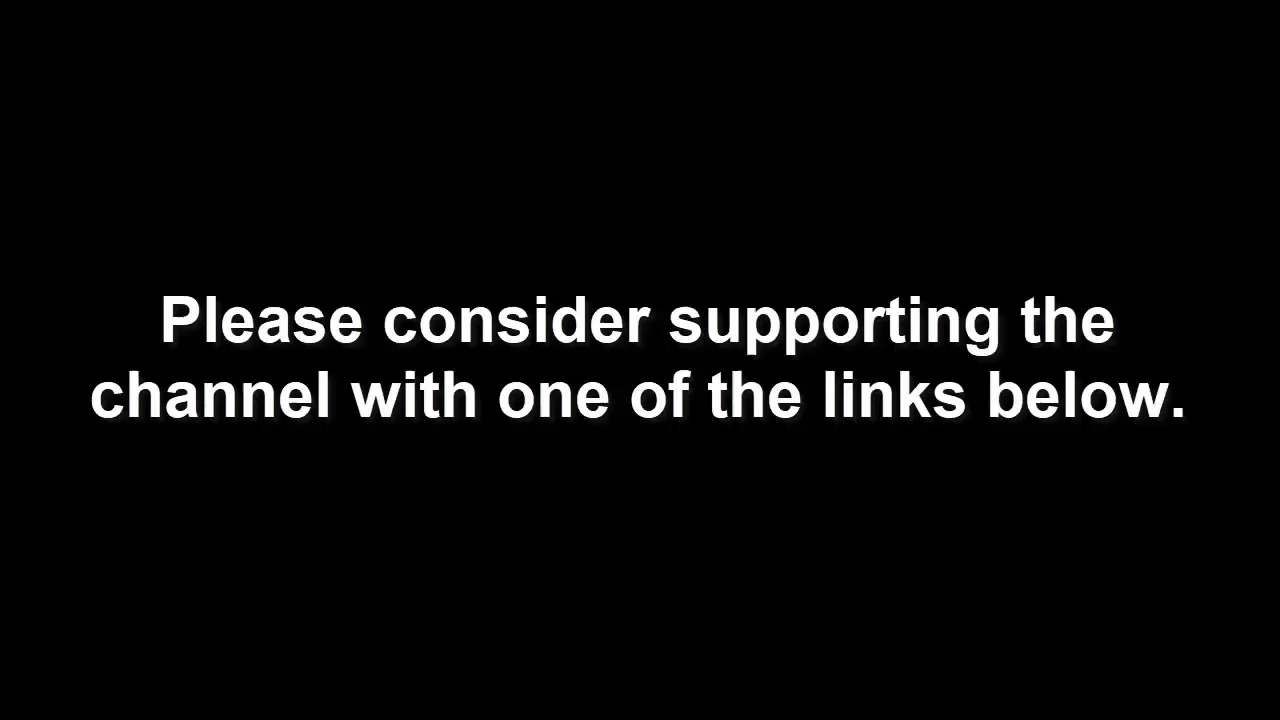 Please consider supporting the
channel with one of the links below.